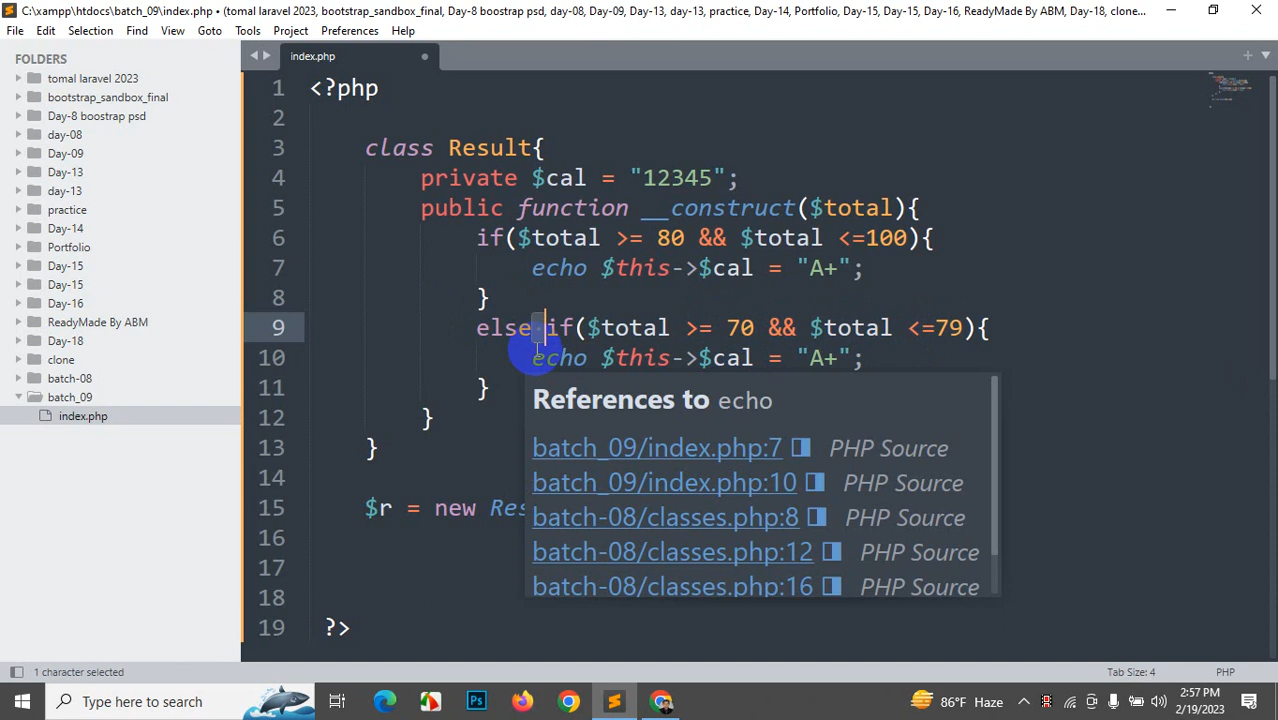 C:\xampp\htdocs\batch_09\index.php • (tomal laravel 2023, bootstrap_sandbox_final, Day-8 boostrap psd, day-08, Day-09, Day-13, day-13, practice, Day-14, Portfolio, Day-15, Day-15, Day-16, ReadyMade By ABM, Day-18, clone...
File Edit Selection Find View Goto Tools Project Preferences Help
FOLDERS
tomal laravel 2023
bootstrap_sandbox_final
Day-8 boostrap psd
day-08
Day-09
Day-13
day-13
practice
Day-14
Portfolio
Day-15
Day-15
Day-16
ReadyMade By ABM
Day-18
clone
batch-08
batch_09
index.php
index.php
1 <?php
2
3 class Result{
4 private $cal = "12345";
5 public function __construct($total){
6 if($total >= 80 && $total <=100){
7 echo $this->$cal = "A+";
8 }
9 else if($total >= 70 && $total <=79){
10 echo $this->$cal = "A+";
11 }
12 }
13 }
14
15 $r = new Res
16
17
18
19 ?>
References to echo
batch_09/index.php:7 PHP Source
batch_09/index.php:10 PHP Source
batch-08/classes.php:8 PHP Source
batch-08/classes.php:12 PHP Source
batch-08/classes.php:16 PHP Source
1 character selected
Tab Size: 4
PHP
Type here to search
Ps
86°F Haze
2:57 PM
2/19/2023